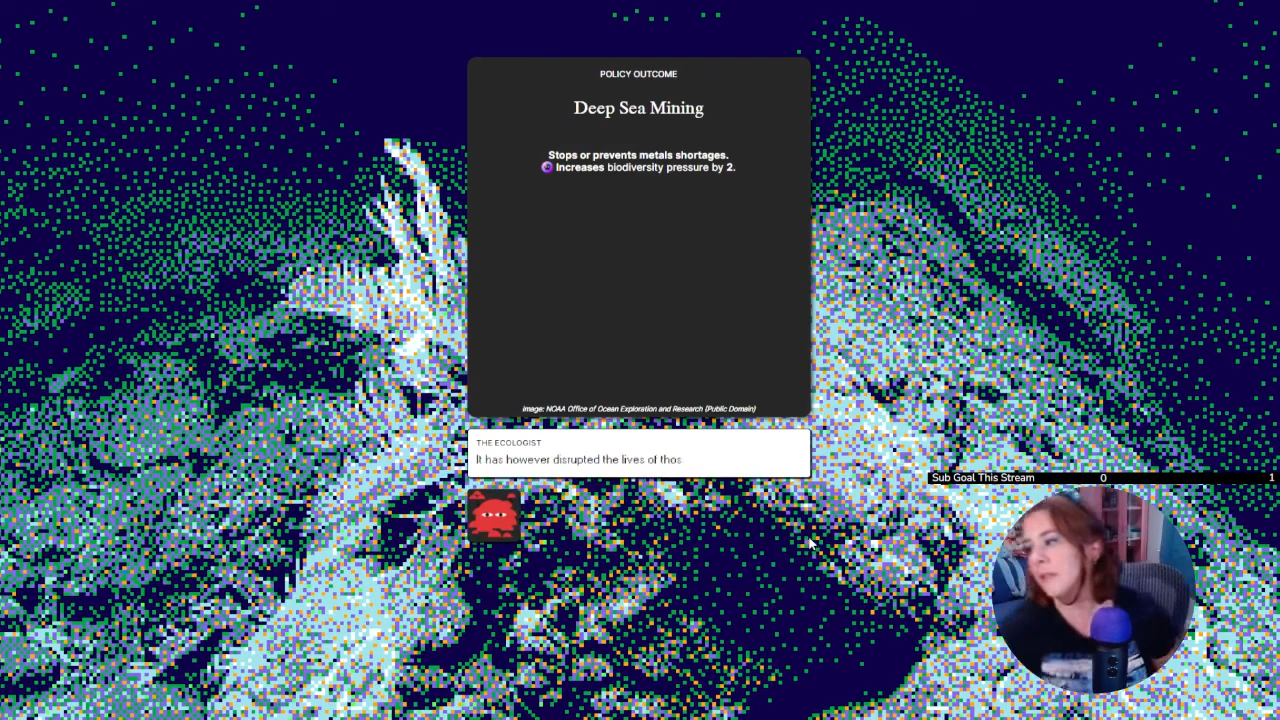 POLICY OUTCOME
Deep Sea Mining
Stops or prevents metals shortages.
Increases biodiversity pressure by 2.
image: NOAA Office of Ocean Exploration and Research (Public Domain)
THE ECOLOGIST
It has however disrupted the lives of thos
Sub Goal This Stream 0 1